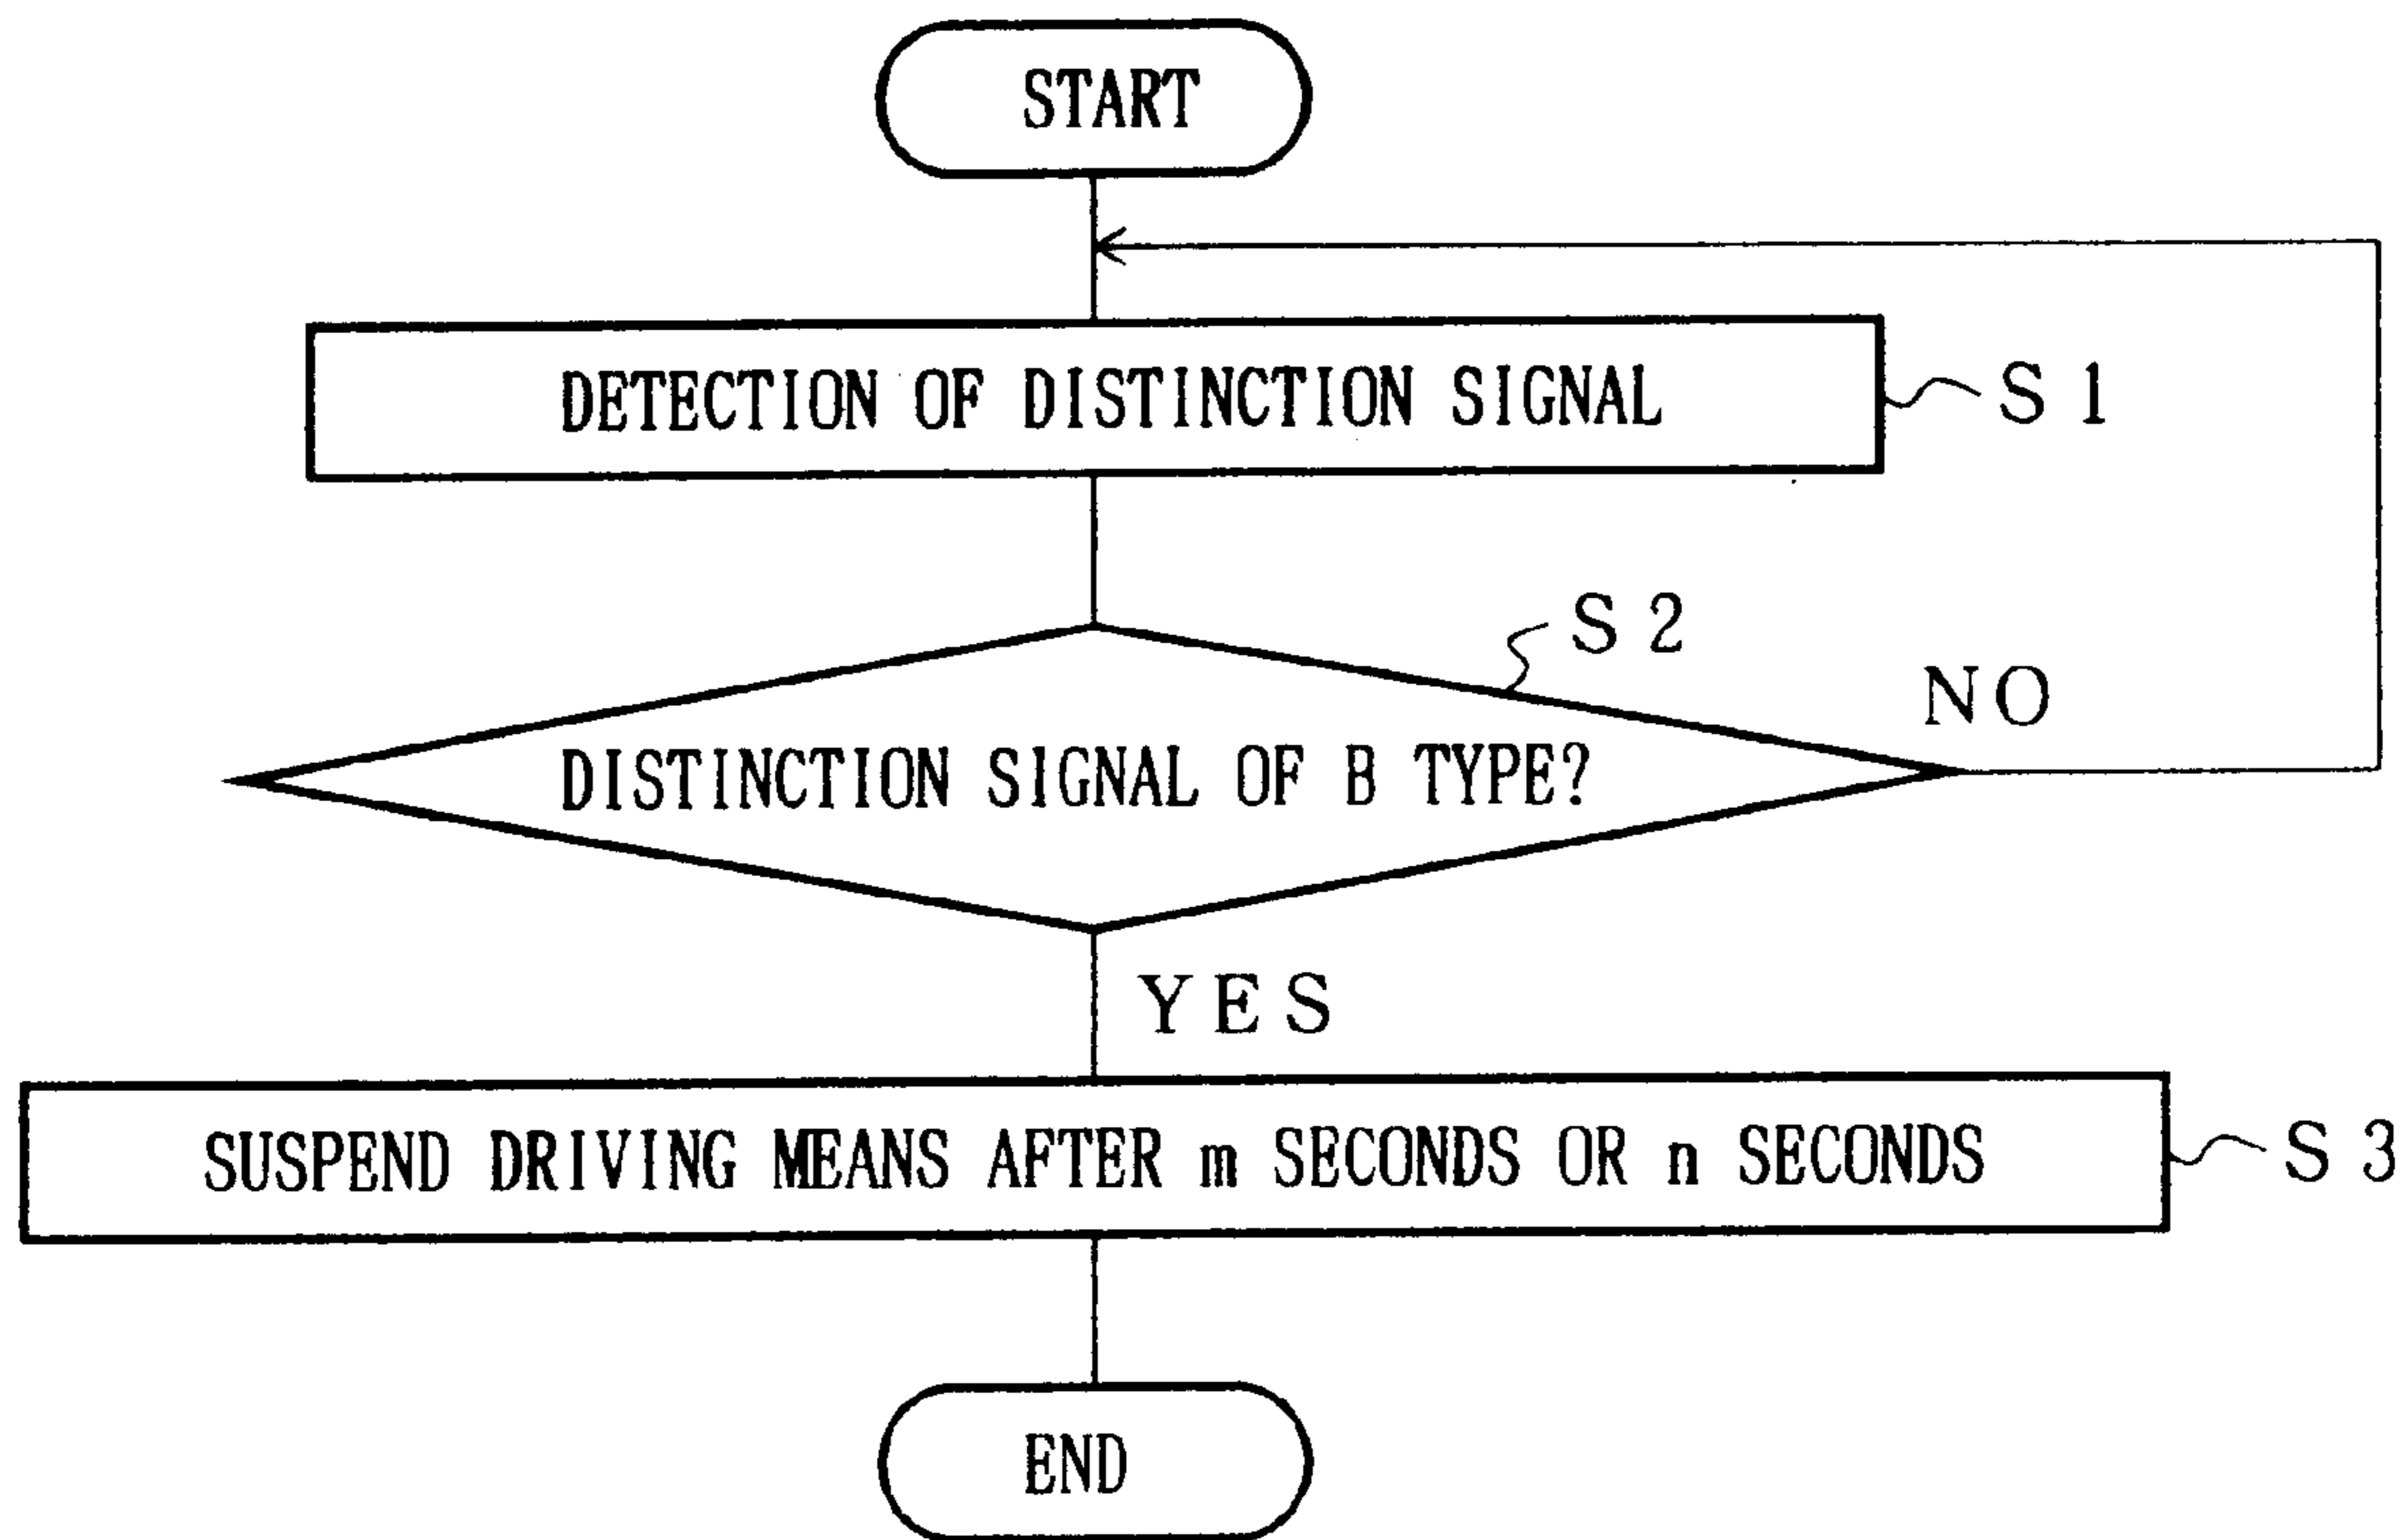 START
DETECTION OF DISTINCTION SIGNAL
S 1
S 2
NO
DISTINCTION SIGNAL OF B TYPE?
YES
SUSPEND DRIVING MEANS AFTER m SECONDS OR n SECONDS
S 3
END